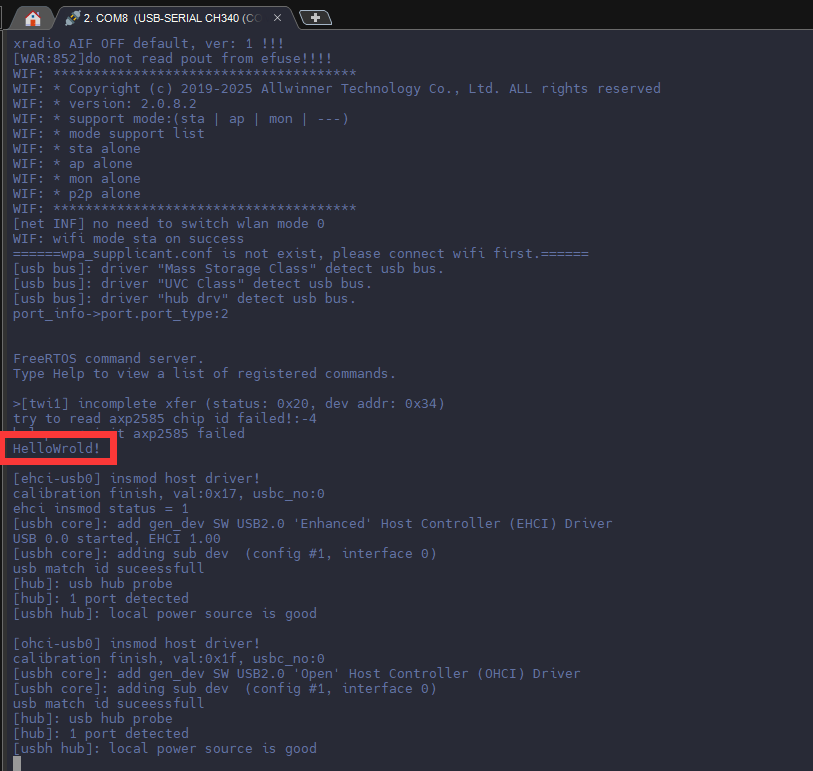 2. COM8 (USB-SERIAL CH340 (CO
xradio AIF OFF default, ver: 1 !!!
[WAR:852]do not read pout from efuse!!!!
WIF: **************************************
WIF: * Copyright (c) 2019-2025 Allwinner Technology Co., Ltd. ALL rights reserved
WIF: * version: 2.0.8.2
WIF: * support mode:(sta | ap | mon | ---)
WIF: * mode support list
WIF: * sta alone
WIF: * ap alone
WIF: * mon alone
WIF: * p2p alone
WIF: **************************************
[net INF] no need to switch wlan mode 0
WIF: wifi mode sta on success
======wpa_supplicant.conf is not exist, please connect wifi first.======
[usb bus]: driver "Mass Storage Class" detect usb bus.
[usb bus]: driver "UVC Class" detect usb bus.
[usb bus]: driver "hub drv" detect usb bus.
port_info->port.port_type:2
FreeRTOS command server.
Type Help to view a list of registered commands.
>[twi1] incomplete xfer (status: 0x20, dev addr: 0x34)
try to read axp2585 chip id failed!:-4
axp2585 failed
HelloWrold!
[ehci-usb0] insmod host driver!
calibration finish, val:0x17, usbc_no:0
ehci insmod status = 1
[usbh core]: add gen_dev SW USB2.0 'Enhanced' Host Controller (EHCI) Driver
USB 0.0 started, EHCI 1.00
[usbh core]: adding sub dev  (config #1, interface 0)
usb match id suceessfull
[hub]: usb hub probe
[hub]: 1 port detected
[usbh hub]: local power source is good
[ohci-usb0] insmod host driver!
calibration finish, val:0x1f, usbc_no:0
[usbh core]: add gen_dev SW USB2.0 'Open' Host Controller (OHCI) Driver
[usbh core]: adding sub dev  (config #1, interface 0)
usb match id suceessfull
[hub]: usb hub probe
[hub]: 1 port detected
[usbh hub]: local power source is good